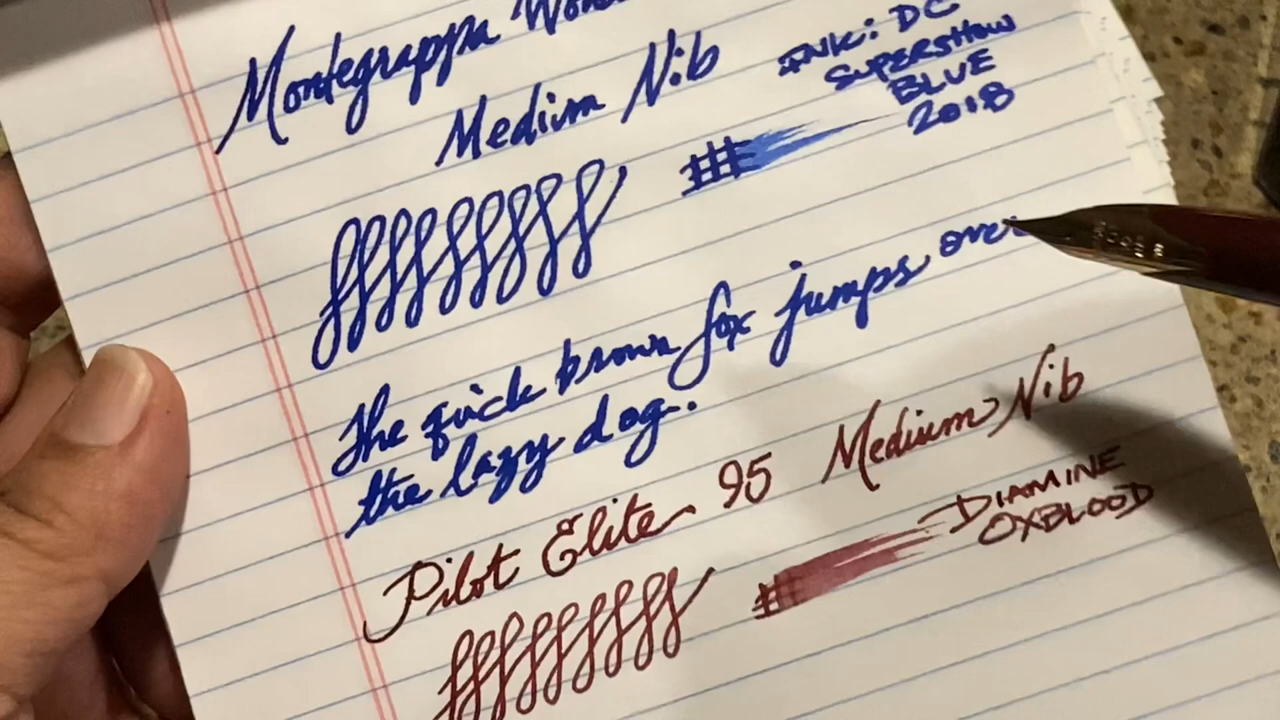 Montegrappa
Medium Nib
INK: DC
SUPERSHOW
BLUE
2018
The quick brown fox jumps over
the lazy dog.
Pilot Elite 95 Medium Nib
DIAMINE
OXBLOOD